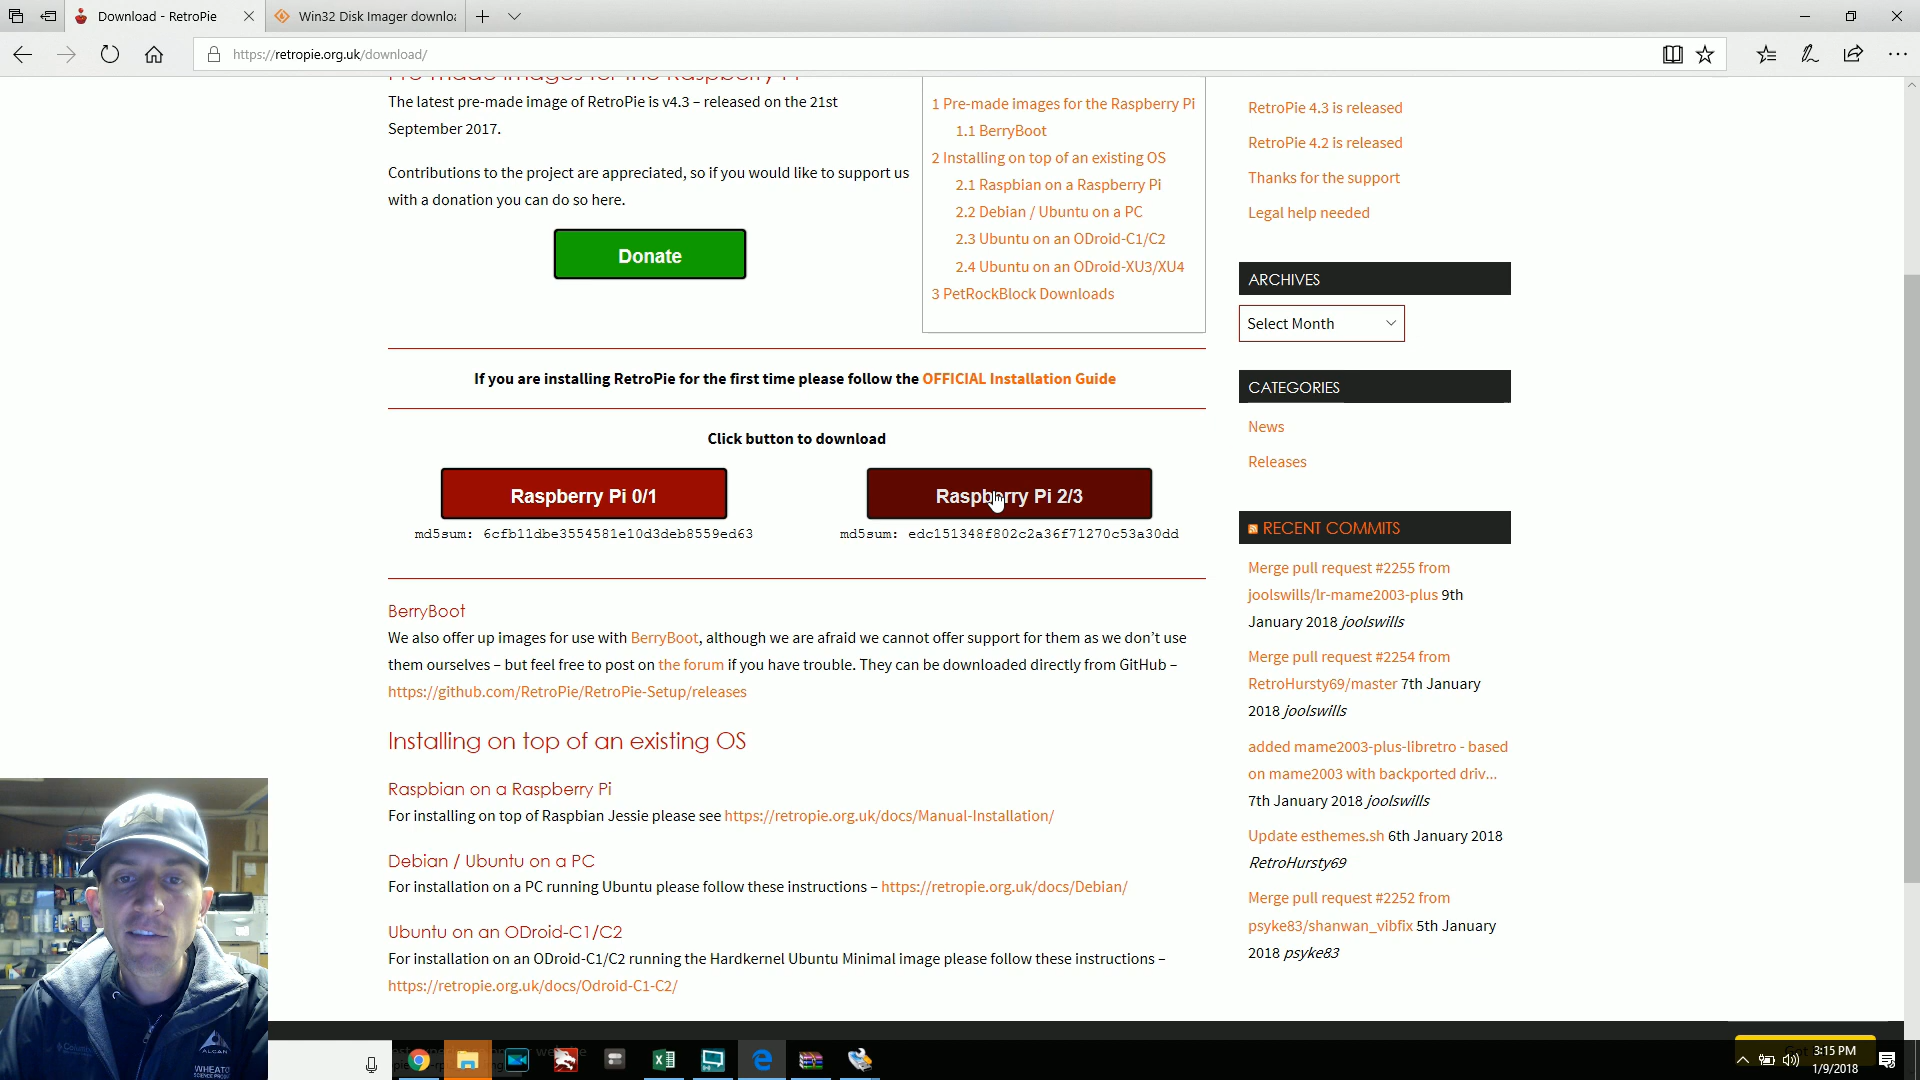 Download - RetroPie
Win32 Disk Imager downloa
https://retropie.org.uk/download/
Pre-made images for the Raspberry Pi
The latest pre-made image of RetroPie is v4.3 – released on the 21st
September 2017.
Contributions to the project are appreciated, so if you would like to support us
with a donation you can do so here.
Donate
1 Pre-made images for the Raspberry Pi
1.1 BerryBoot
2 Installing on top of an existing OS
2.1 Raspbian on a Raspberry Pi
2.2 Debian / Ubuntu on a PC
2.3 Ubuntu on an ODroid-C1/C2
2.4 Ubuntu on an ODroid-XU3/XU4
3 PetRockBlock Downloads
If you are installing RetroPie for the first time please follow the OFFICIAL Installation Guide
Click button to download
Raspberry Pi 0/1
Raspberry Pi 2/3
md5sum: 6cfb11dbe3554581e10d3deb8559ed63
md5sum: edc151348f802c2a36f71270c53a30dd
BerryBoot
We also offer up images for use with BerryBoot, although we are afraid we cannot offer support for them as we don’t use
them ourselves – but feel free to post on the forum if you have trouble. They can be downloaded directly from GitHub –
https://github.com/RetroPie/RetroPie-Setup/releases
Installing on top of an existing OS
Raspbian on a Raspberry Pi
For installing on top of Raspbian Jessie please see https://retropie.org.uk/docs/Manual-Installation/
Debian / Ubuntu on a PC
For installation on a PC running Ubuntu please follow these instructions – https://retropie.org.uk/docs/Debian/
Ubuntu on an ODroid-C1/C2
For installation on an ODroid-C1/C2 running the Hardkernel Ubuntu Minimal image please follow these instructions –
https://retropie.org.uk/docs/Odroid-C1-C2/
RetroPie 4.3 is released
RetroPie 4.2 is released
Thanks for the support
Legal help needed
ARCHIVES
Select Month
CATEGORIES
News
Releases
RECENT COMMITS
Merge pull request #2255 from
joolswills/lr-mame2003-plus 9th
January 2018 joolswills
Merge pull request #2254 from
RetroHursty69/master 7th January
2018 joolswills
added mame2003-plus-libretro - based
on mame2003 with backported driv...
7th January 2018 joolswills
Update esthemes.sh 6th January 2018
RetroHursty69
Merge pull request #2252 from
psyke83/shanwan_vibfix 5th January
2018 psyke83
ALCAN
WHEATO
3:15 PM
1/9/2018